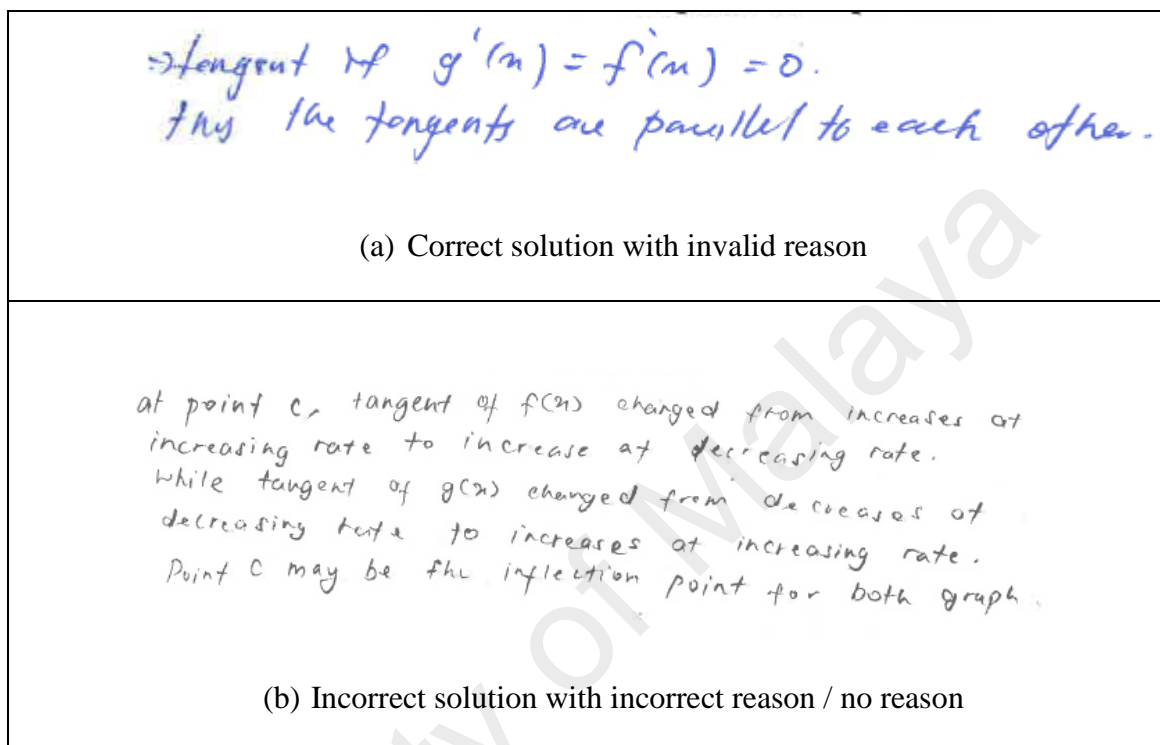 ⇒ tangent if g'(x) = f'(x) = 0.
thus the tangents are parallel to each other.
(a) Correct solution with invalid reason
at point c, tangent of f(x) changed from increases at
increasing rate to increase at decreasing rate.
While tangent of g(x) changed from decreases at
decreasing rate to increases at increasing rate.
Point C may be the inflection point for both graph.
(b) Incorrect solution with incorrect reason / no reason
of Malaya